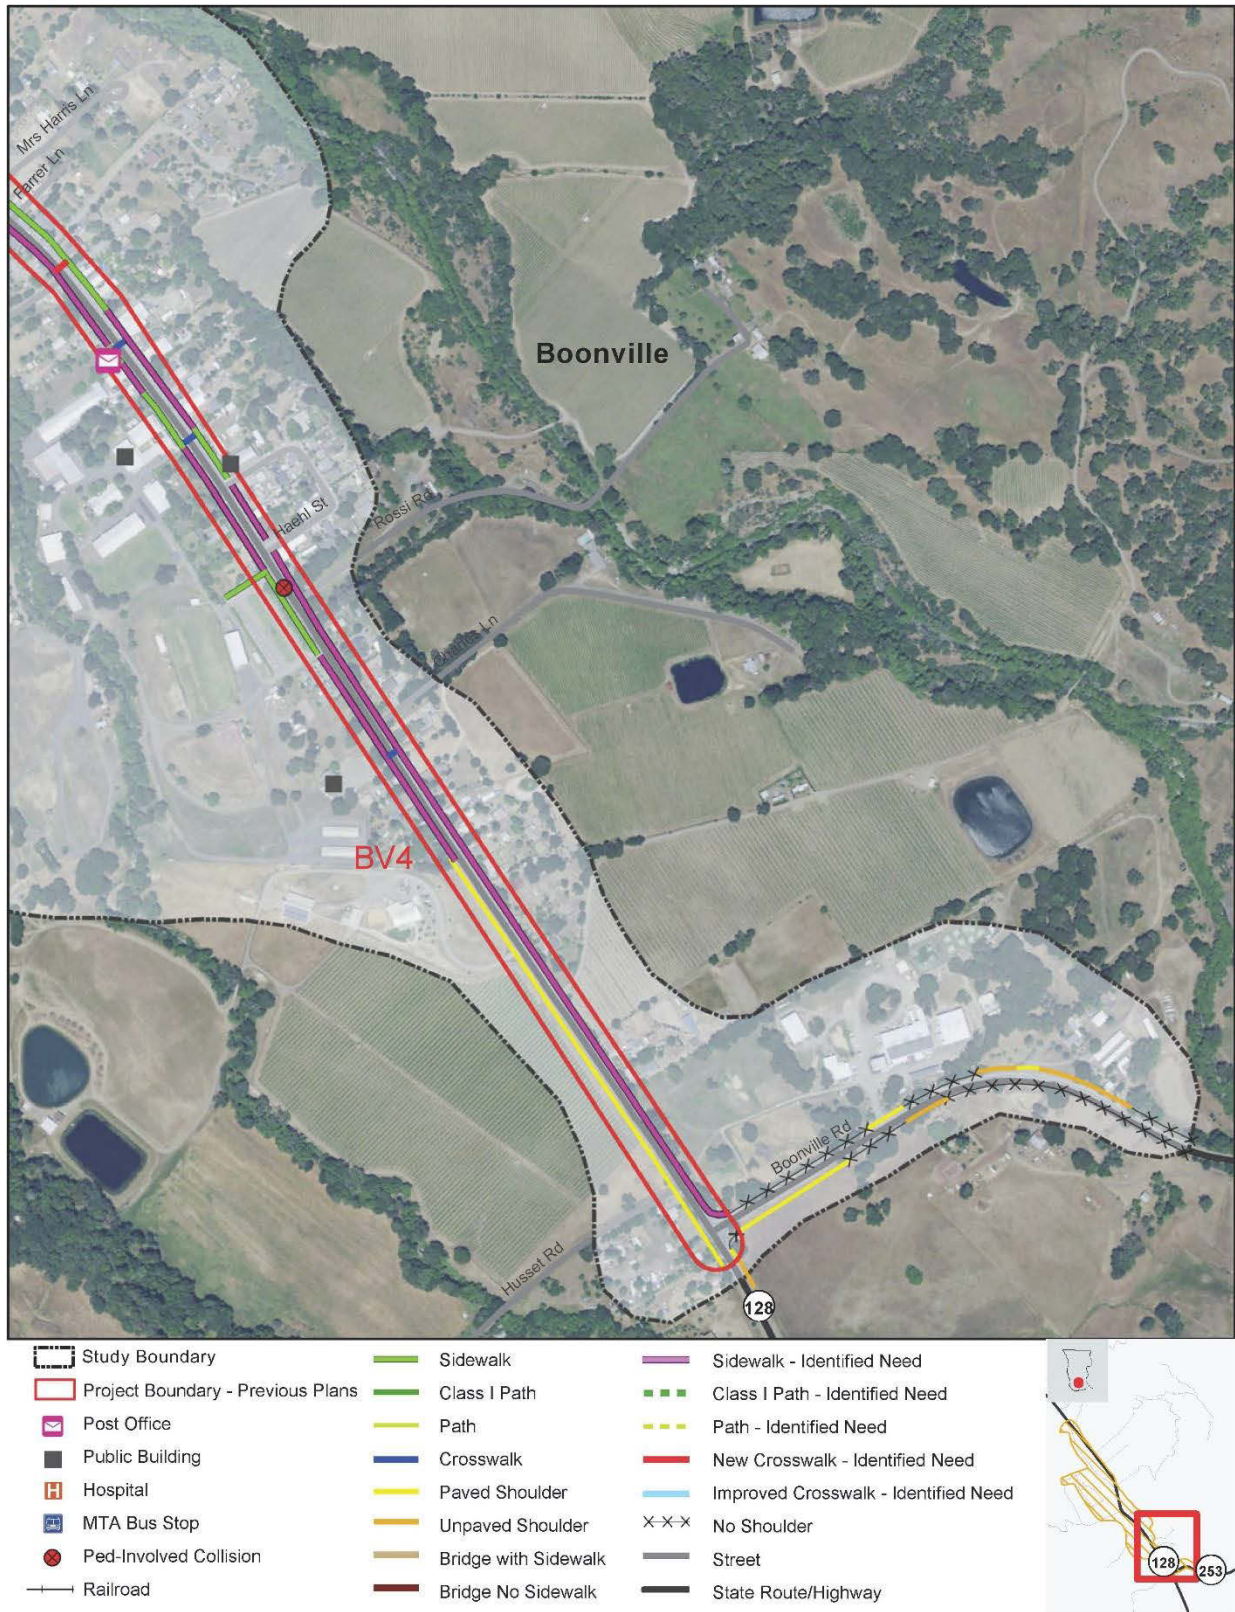 Mrs Harris Ln
Farrer Ln
Boonville
Haehl St
Rossi Rd
BV4
Boonville Rd
Husset Rd
128
Study Boundary
Project Boundary - Previous Plans
Post Office
Public Building
Hospital
MTA Bus Stop
Ped-Involved Collision
Railroad
Sidewalk
Class I Path
Path
Crosswalk
Paved Shoulder
Unpaved Shoulder
Bridge with Sidewalk
Bridge No Sidewalk
Sidewalk - Identified Need
Class I Path - Identified Need
Path - Identified Need
New Crosswalk - Identified Need
Improved Crosswalk - Identified Need
No Shoulder
Street
State Route/Highway
128
253